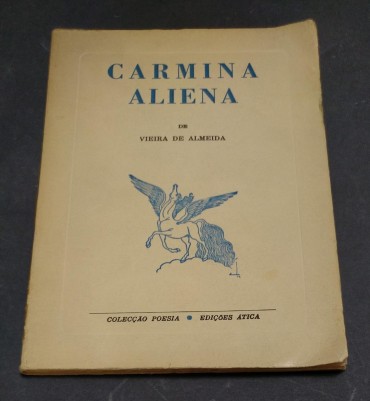 CARMINA
ALIENA
DE
VIEIRA DE ALMEIDA
COLECÇÃO POESIA • EDIÇÕES ÁTICA